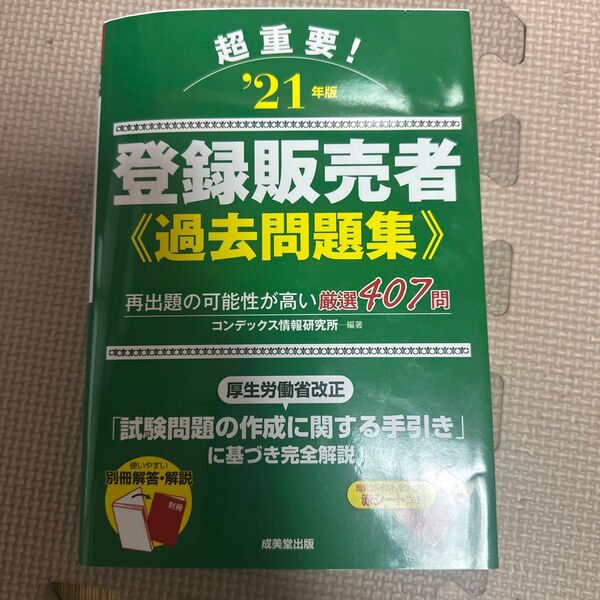 超重要！
'21年版
登録販売者
《過去問題集》
再出題の可能性が高い厳選407問
コンデックス情報研究所 編著
厚生労働省改正
「試験問題の作成に関する手引き」
に基づき完全解説！
使いやすい
別冊解答・解説
別冊
赤シート
成美堂出版